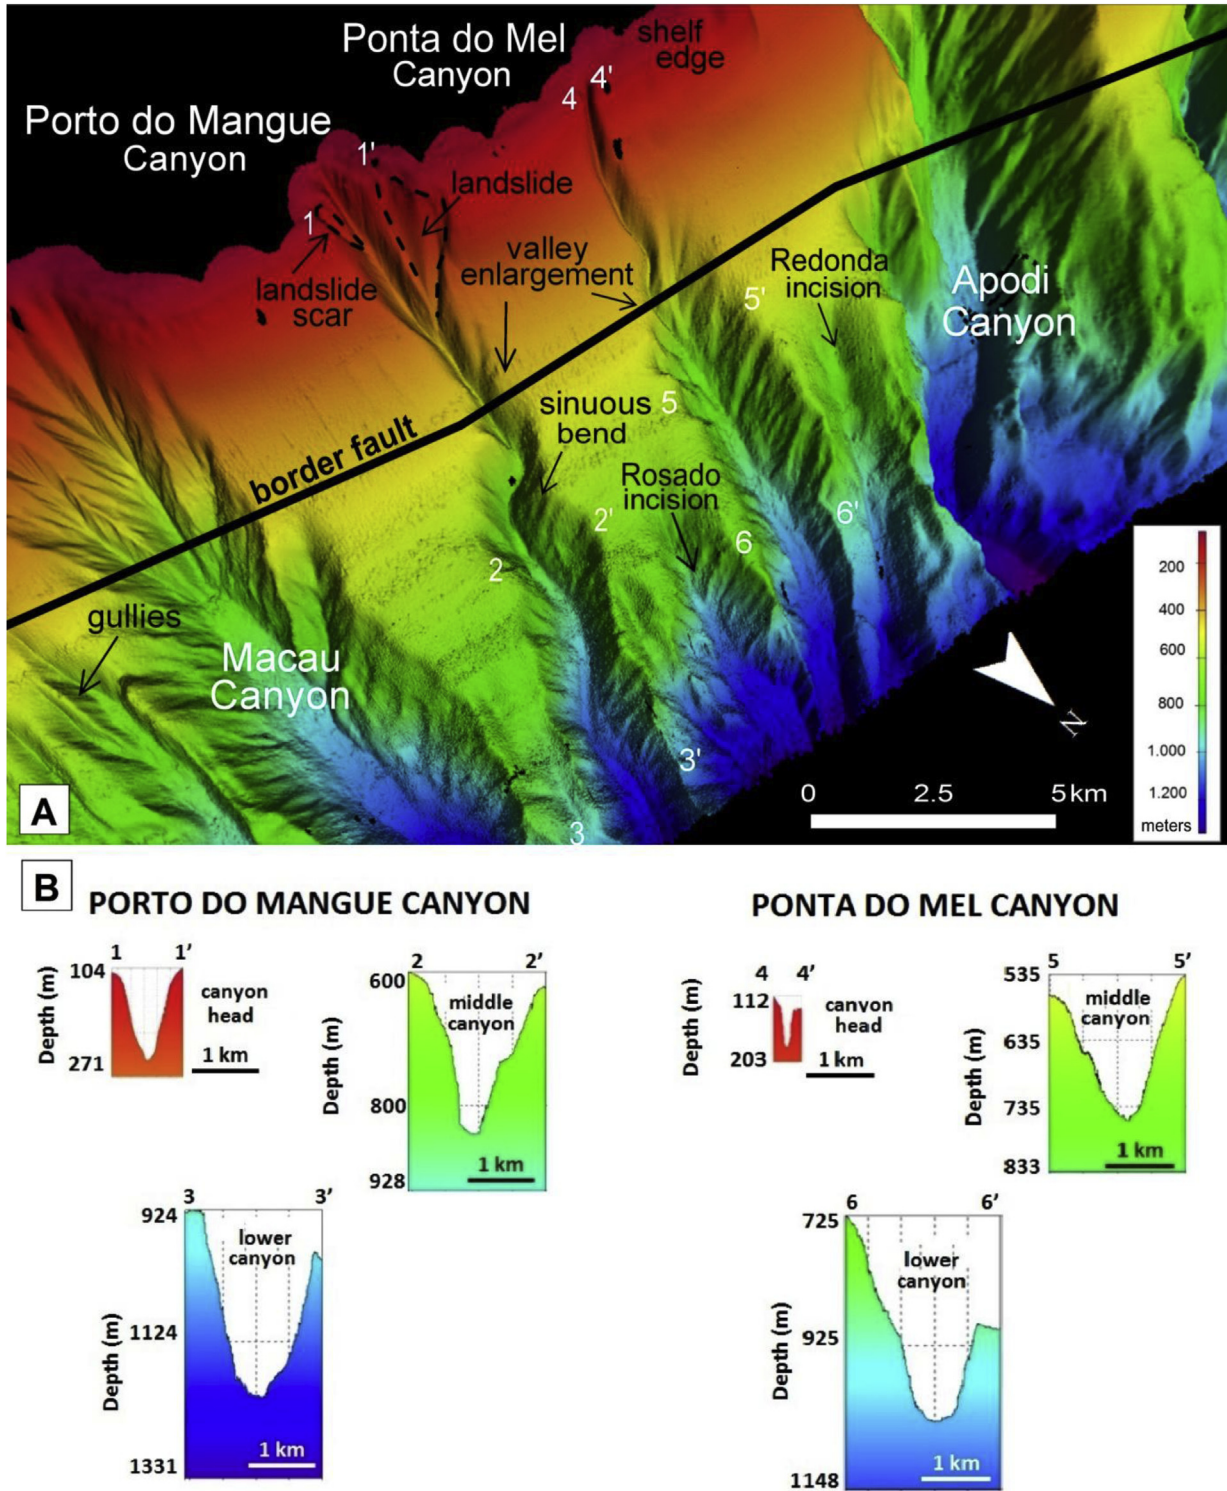 Ponta do Mel
Canyon
shelf
edge
4'
4
Porto do Mangue
Canyon
1'
landslide
1
landslide
scar
valley
enlargement
Redonda
incision
5'
Apodi
Canyon
border fault
sinuous
bend
5
Rosado
incision
2'
6'
6
2
gullies
Macau
Canyon
3'
3
N
0 2.5 5km
200
400
600
800
1.000
1.200
meters
A
B
PORTO DO MANGUE CANYON
1 1'
Depth (m)
104
271
canyon
head
1 km
2 2'
Depth (m)
600
800
928
middle
canyon
1 km
3 3'
Depth (m)
924
1124
1331
lower
canyon
1 km
PONTA DO MEL CANYON
4 4'
Depth (m)
112
203
canyon
head
1 km
5 5'
Depth (m)
535
635
735
833
middle
canyon
1 km
6 6'
Depth (m)
725
925
1148
lower
canyon
1 km